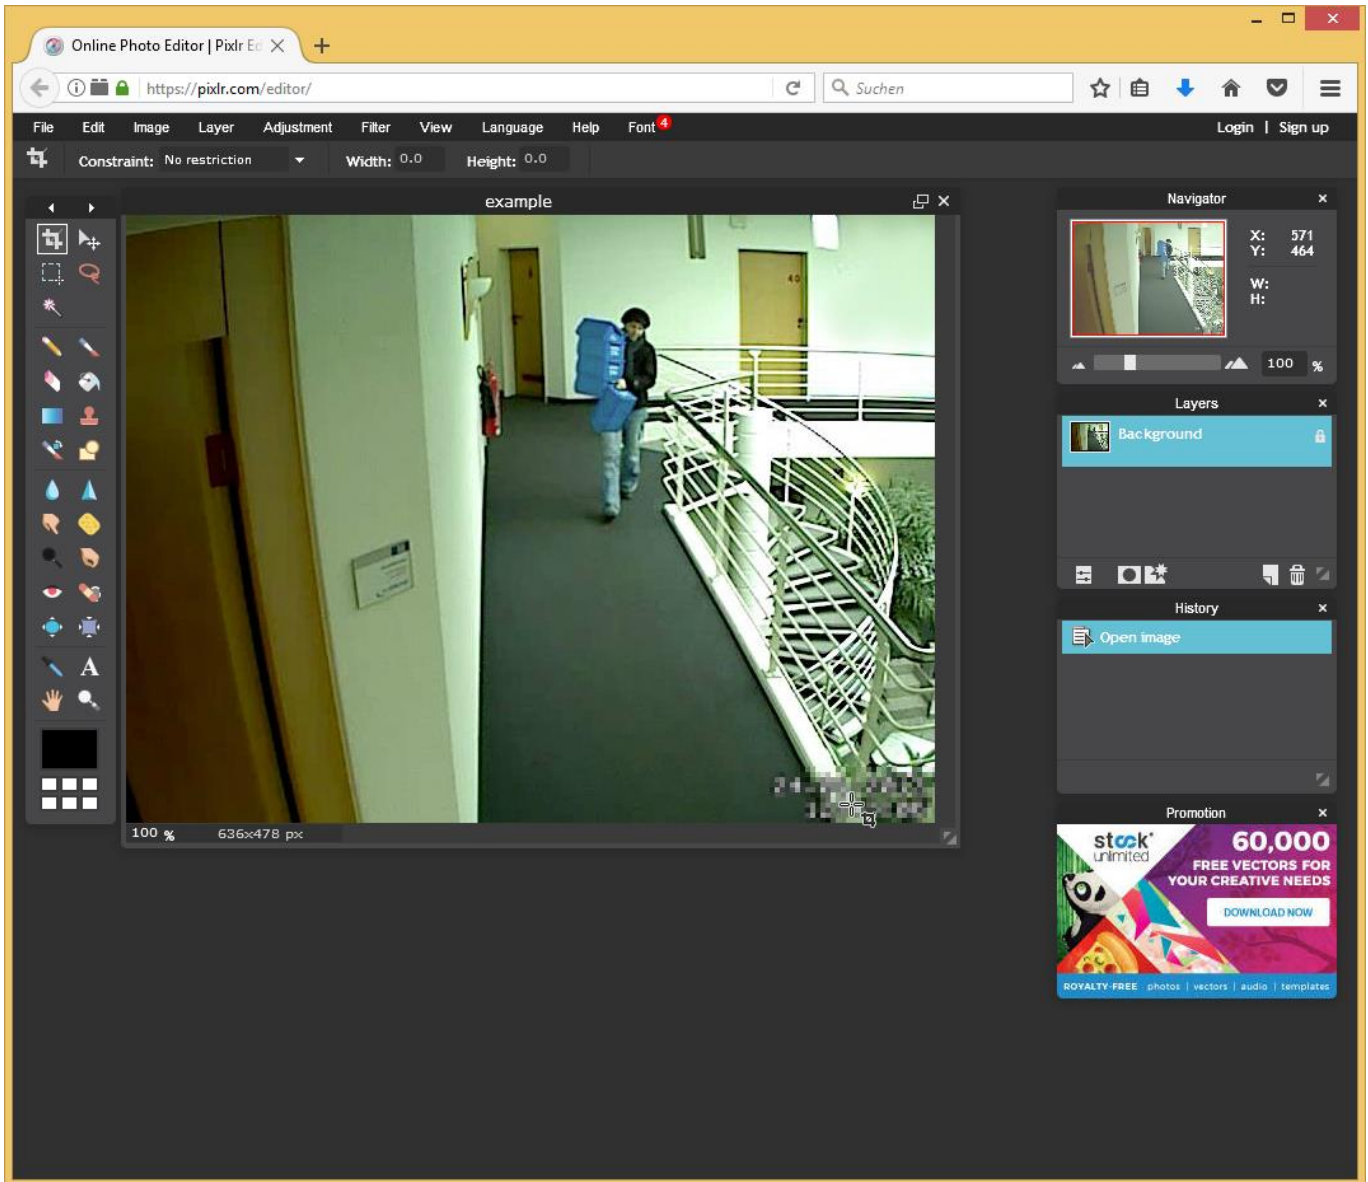 Online Photo Editor | Pixlr Ed
https://pixlr.com/editor/
Suchen
File Edit Image Layer Adjustment Filter View Language Help Font 4 Login | Sign up
Constraint: No restriction Width: 0.0 Height: 0.0
example
Navigator
X: 571
Y: 464
W:
H:
100 %
Layers
Background
History
Open image
A
40
100 % 636x478 px
Promotion
stock
unlimited
60,000
FREE VECTORS FOR
YOUR CREATIVE NEEDS
DOWNLOAD NOW
ROYALTY-FREE photos | vectors | audio | templates